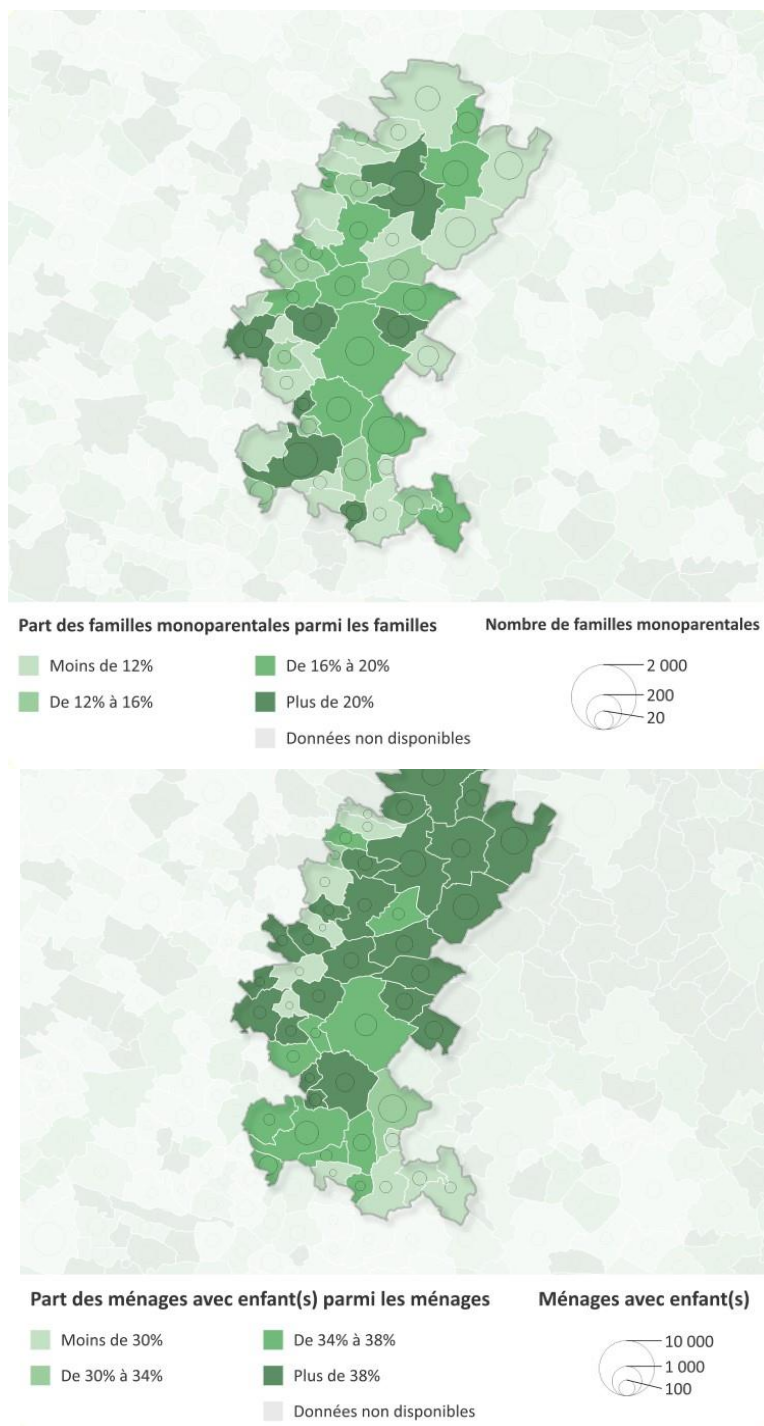 Part des familles monoparentales parmi les familles
Nombre de familles monoparentales
Moins de 12%
De 16% à 20%
2 000
De 12% à 16%
Plus de 20%
200
20
Données non disponibles
Part des ménages avec enfant(s) parmi les ménages
Ménages avec enfant(s)
Moins de 30%
De 34% à 38%
10 000
De 30% à 34%
Plus de 38%
1 000
100
Données non disponibles